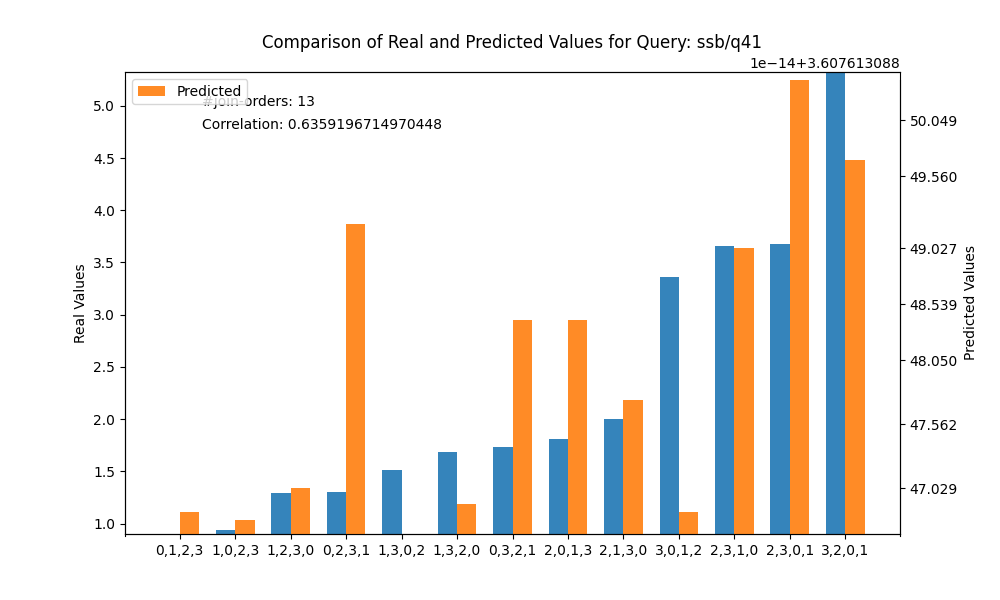 Comparison of Real and Predicted Values for Query: ssb/q41
1e−14+3.607613088
Predicted
#join-orders: 13
Correlation: 0.6359196714970448
Real Values
5.0
4.5
4.0
3.5
3.0
2.5
2.0
1.5
1.0
50.049
49.560
49.027
48.539
48.050
47.562
47.029
Predicted Values
0,1,2,3 1,0,2,3 1,2,3,0 0,2,3,1 1,3,0,2 1,3,2,0 0,3,2,1 2,0,1,3 2,1,3,0 3,0,1,2 2,3,1,0 2,3,0,1 3,2,0,1